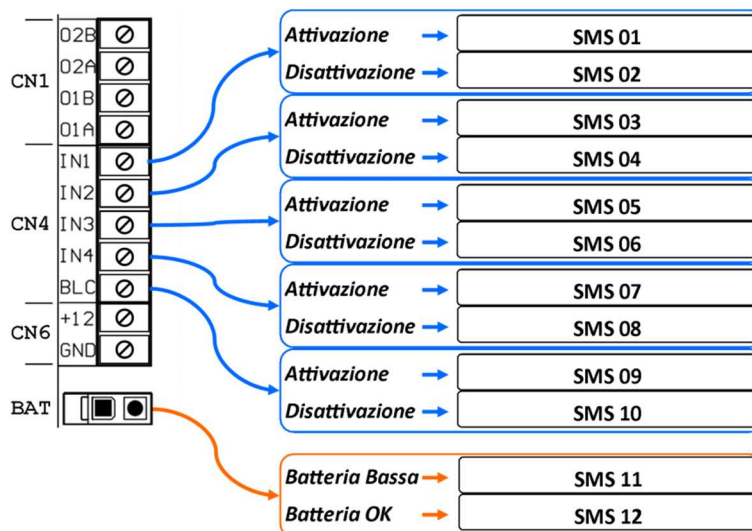 O2B
O2A
CN1
O1B
O1A
IN1
IN2
CN4
IN3
IN4
BLC
+12
CN6
GND
BAT
Attivazione SMS 01
Disattivazione SMS 02
Attivazione SMS 03
Disattivazione SMS 04
Attivazione SMS 05
Disattivazione SMS 06
Attivazione SMS 07
Disattivazione SMS 08
Attivazione SMS 09
Disattivazione SMS 10
Batteria Bassa SMS 11
Batteria OK SMS 12